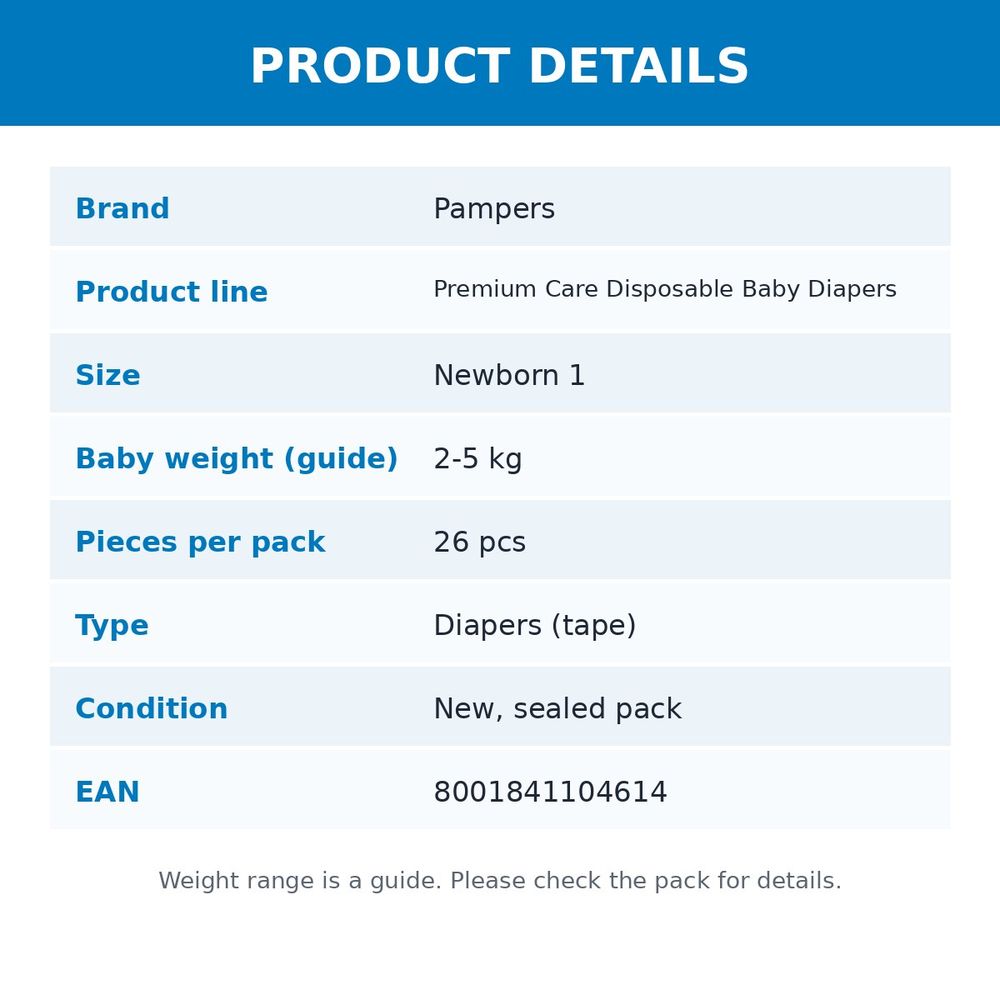 PRODUCT DETAILS
Brand Pampers
Product line Premium Care Disposable Baby Diapers
Size Newborn 1
Baby weight (guide) 2-5 kg
Pieces per pack 26 pcs
Type Diapers (tape)
Condition New, sealed pack
EAN 8001841104614
Weight range is a guide. Please check the pack for details.